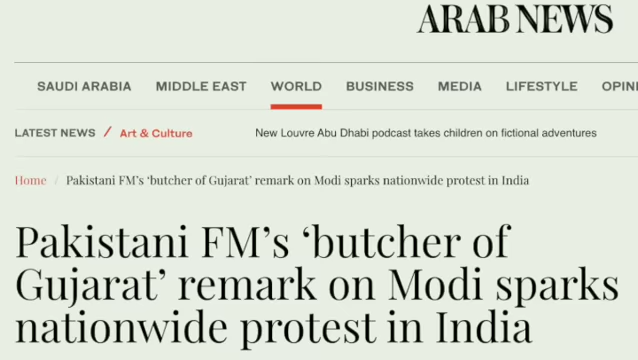 ARAB NEWS
SAUDI ARABIA MIDDLE EAST WORLD BUSINESS MEDIA LIFESTYLE
LATEST NEWS / Art & Culture New Louvre Abu Dhabi podcast takes children on fictional adventures
Home / Pakistani FM's ‘butcher of Gujarat’ remark on Modi sparks nationwide protest in India
Pakistani FM's ‘butcher of
Gujarat’ remark on Modi sparks
nationwide protest in India